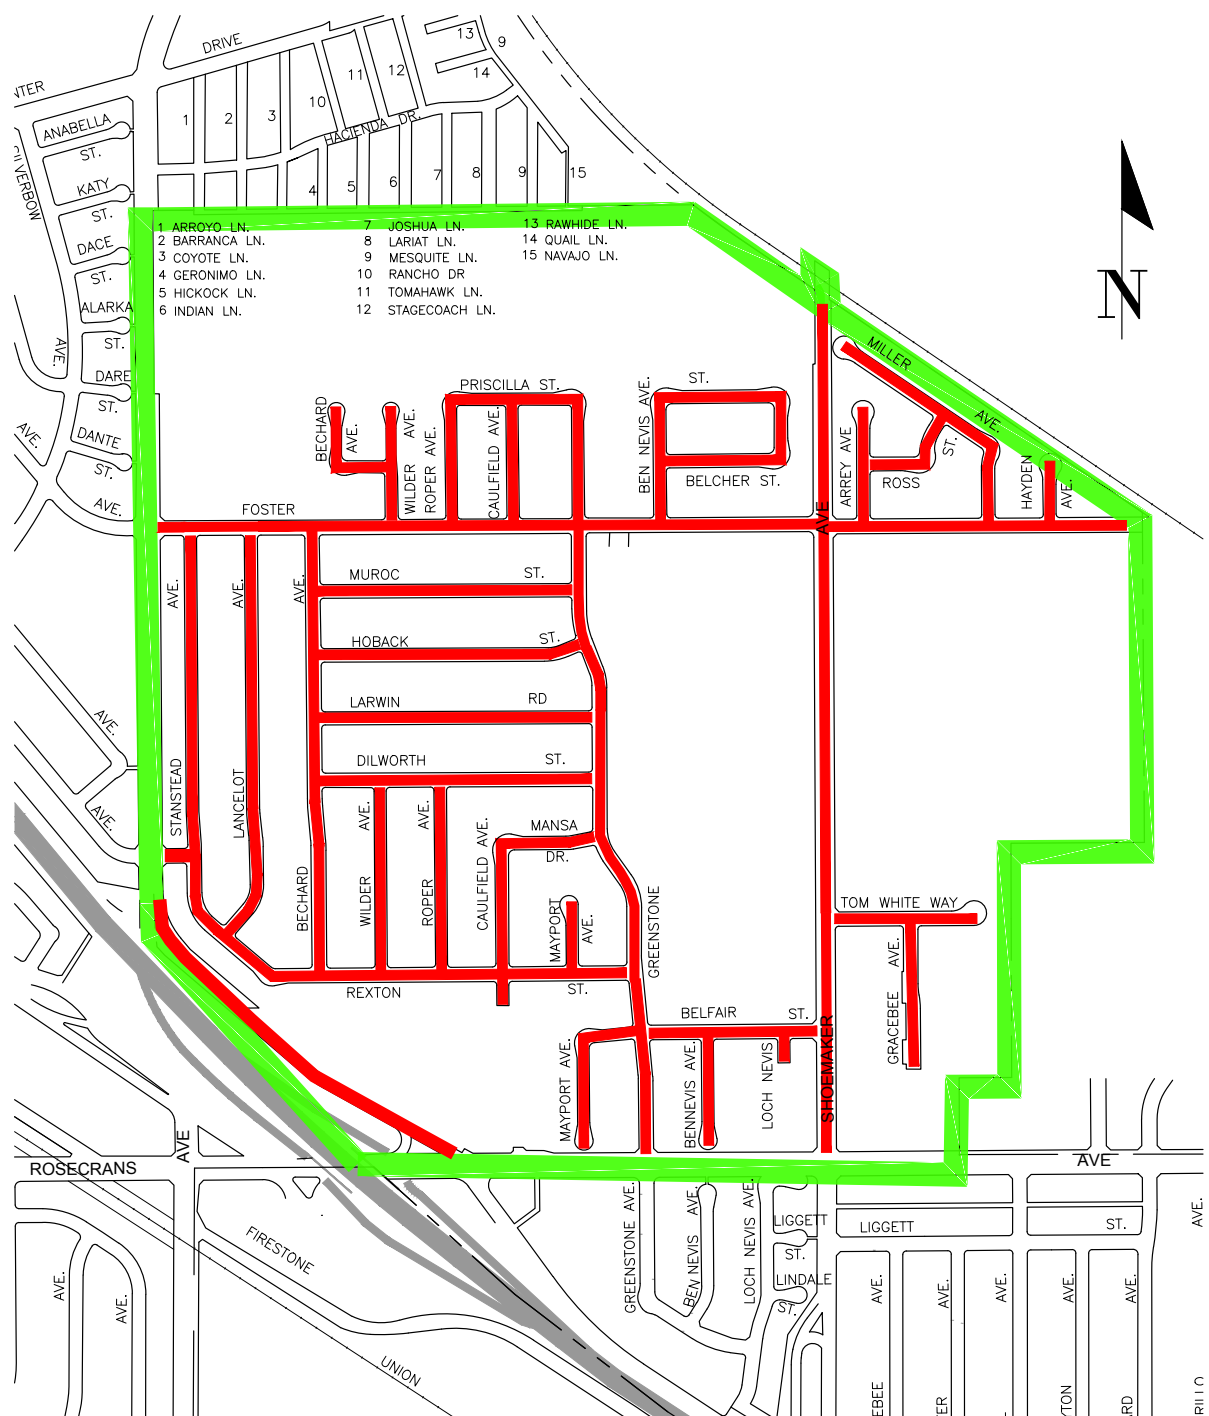 DRIVE
13
9
14
12
11
10
NTER
ANABELLA
ST.
1
2
3
HACIENDA DR.
SILVERBOW
KATY
ST.
4
5
6
7
8
9
15
DACE
ST.
1 ARROYO LN.
2 BARRANCA LN.
3 COYOTE LN.
4 GERONIMO LN.
5 HICKOCK LN.
6 INDIAN LN.
7 JOSHUA LN.
8 LARIAT LN.
9 MESQUITE LN.
10 RANCHO DR
11 TOMAHAWK LN.
12 STAGECOACH LN.
13 RAWHIDE LN.
14 QUAIL LN.
15 NAVAJO LN.
N
ALARKA
ST.
AVE.
DARE
ST.
MILLER
AVE.
PRISCILLA ST.
BEN NEVIS AVE.
ST.
BECHARD
AVE.
WILDER AVE.
ROPER AVE.
CAULFIELD AVE.
AVE.
DANTE
ST.
AVE.
BELCHER ST.
ARREY AVE
ROSS
ST.
HAYDEN
AVE.
FOSTER
AVE
MUROC ST.
AVE.
AVE.
AVE.
HOBACK ST.
LARWIN RD
AVE.
DILWORTH ST.
STANSTEAD
LANCELOT
BECHARD
AVE.
WILDER
AVE.
ROPER
AVE.
CAULFIELD AVE.
MANSA
DR.
MAYPORT
AVE.
GREENSTONE
TOM WHITE WAY
AVE.
GRACEBEE
REXTON ST.
BELFAIR ST.
MAYPORT AVE.
BENNEVIS AVE.
LOCH NEVIS
SHOEMAKER
ROSECRANS
AVE
AVE
FIRESTONE
UNION
GREENSTONE AVE.
BEN NEVIS AVE.
LOCH NEVIS AVE.
LIGGETT
ST.
LINDALE
ST.
LIGGETT ST.
AVE.
AVE.
AVE.
AVE.
AVE.
AVE.
AVE.
AVE.
EBEE
ER
TON
RD
RILLO